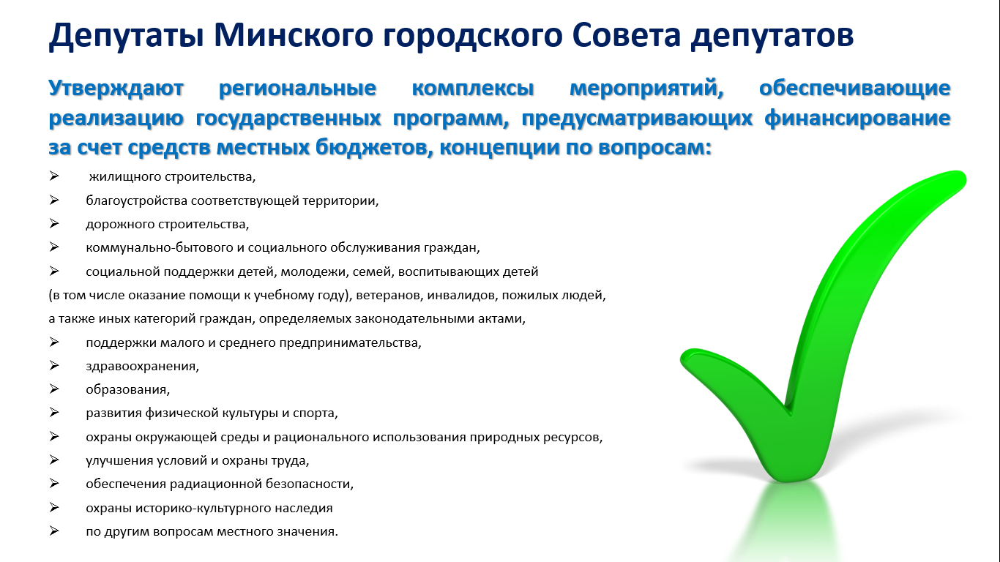 Депутаты Минского городского Совета депутатов
Утверждают региональные комплексы мероприятий, обеспечивающие
реализацию государственных программ, предусматривающих финансирование
за счет средств местных бюджетов, концепции по вопросам:
➢ жилищного строительства,
➢ благоустройства соответствующей территории,
➢ дорожного строительства,
➢ коммунально-бытового и социального обслуживания граждан,
➢ социальной поддержки детей, молодежи, семей, воспитывающих детей
(в том числе оказание помощи к учебному году), ветеранов, инвалидов, пожилых людей,
а также иных категорий граждан, определяемых законодательными актами,
➢ поддержки малого и среднего предпринимательства,
➢ здравоохранения,
➢ образования,
➢ развития физической культуры и спорта,
➢ охраны окружающей среды и рационального использования природных ресурсов,
➢ улучшения условий и охраны труда,
➢ обеспечения радиационной безопасности,
➢ охраны историко-культурного наследия
➢ по другим вопросам местного значения.